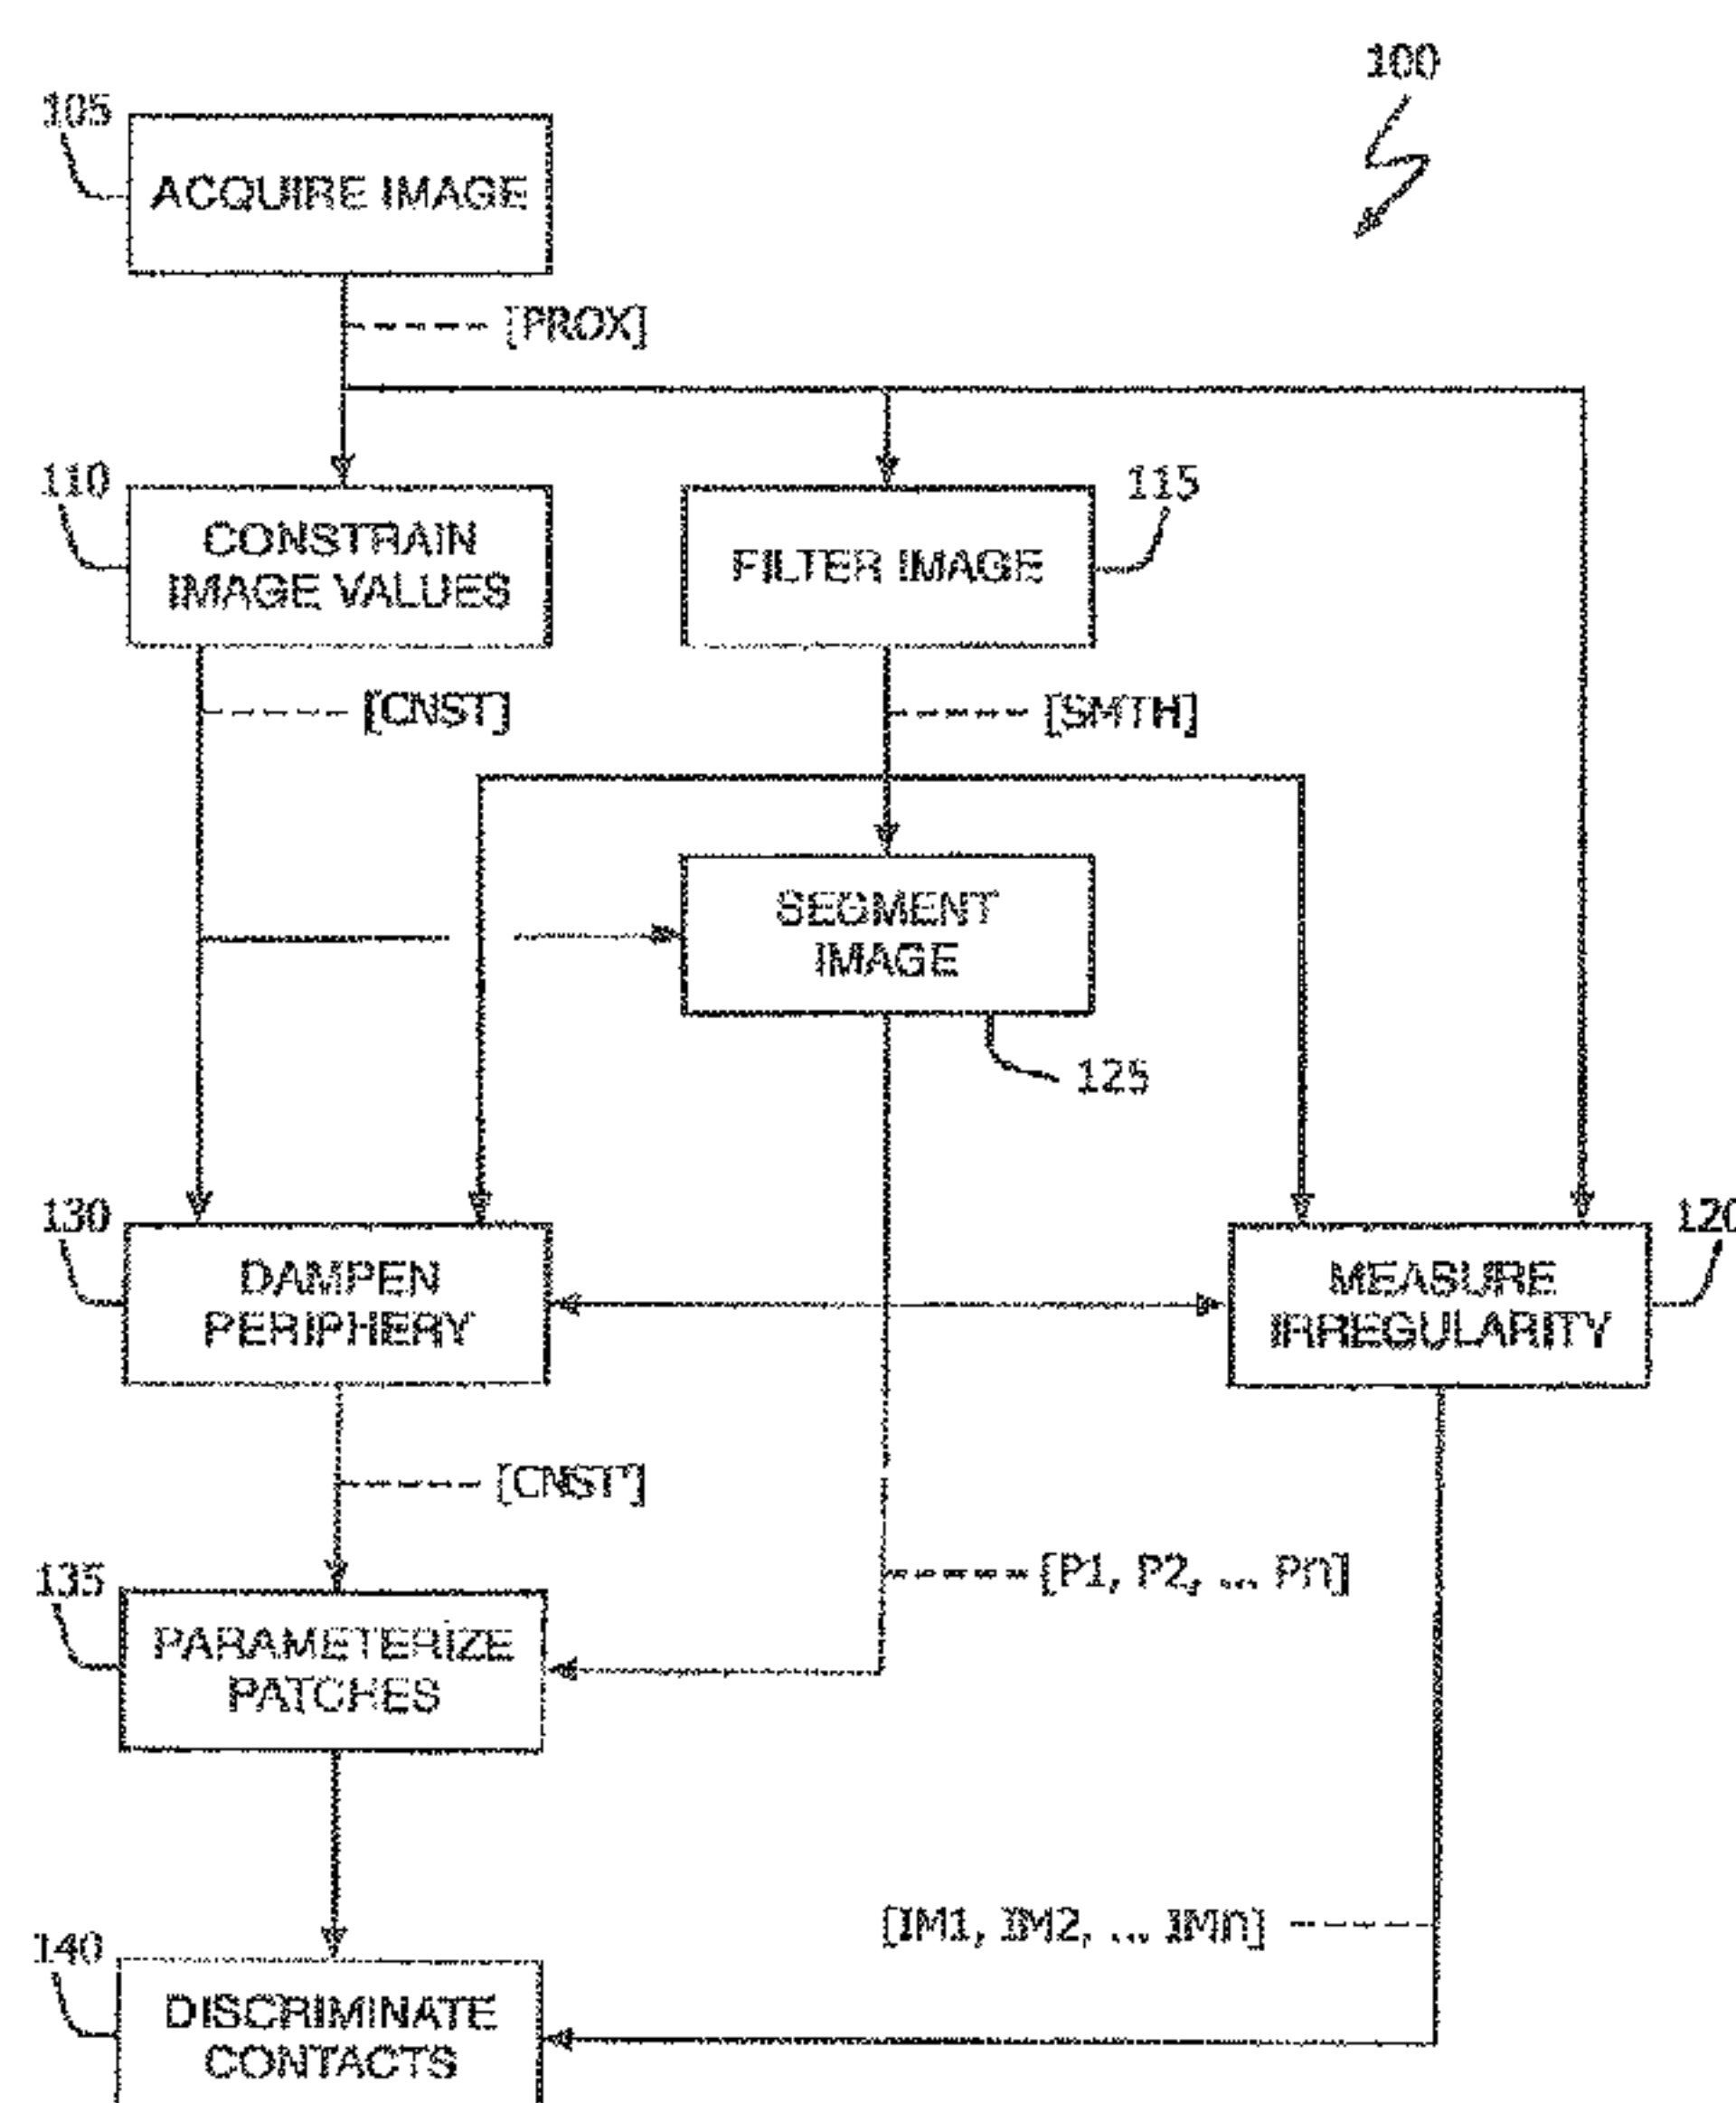 100
105
ACQUIRE IMAGE
[PROX]
110
CONSTRAIN
IMAGE VALUES
FILTER IMAGE
115
[CNST]
[SMTH]
SEGMENT
IMAGE
125
130
DAMPEN
PERIPHERY
MEASURE
IRREGULARITY
120
[CNST']
135
[P1, P2, ... Pn]
PARAMETERIZE
PATCHES
[IM1, IM2, ... IMn]
140
DISCRIMINATE
CONTACTS